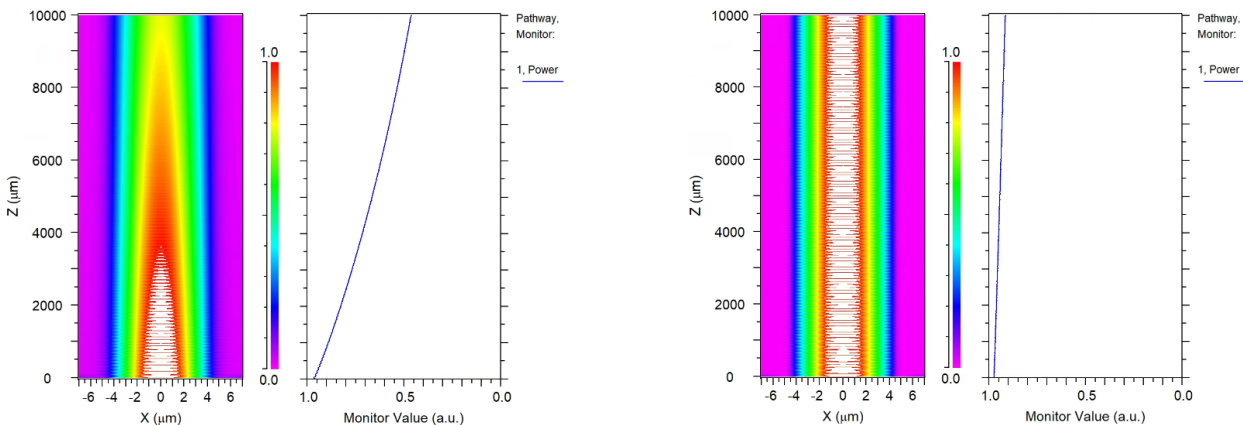 10000
8000
6000
4000
2000
0
Z (μm)
-6 -4 -2 0 2 4 6
X (μm)
1.0
0.0
1.0 0.5 0.0
Monitor Value (a.u.)
Pathway,
Monitor:
1, Power
10000
8000
6000
4000
2000
0
Z (μm)
-6 -4 -2 0 2 4 6
X (μm)
1.0
0.0
1.0 0.5 0.0
Monitor Value (a.u.)
Pathway,
Monitor:
1, Power